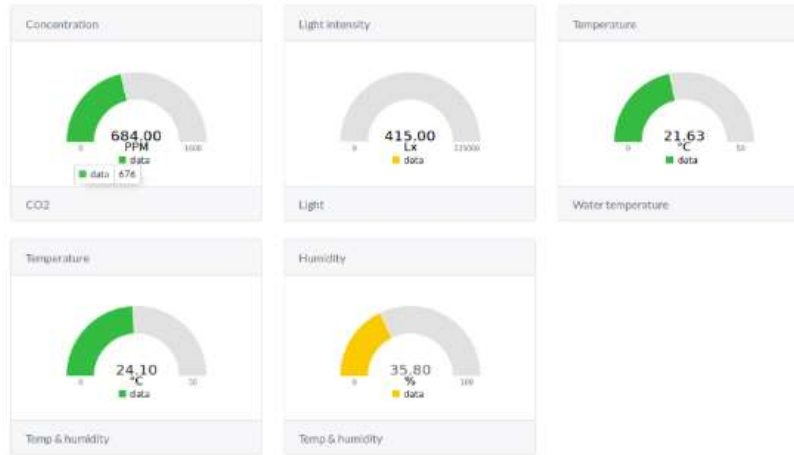 Concentration
684.00
PPM
0
1600
data
data 676
CO2
Light intensity
415.00
Lx
0
data
Light
Temperature
21.63
°C
0
50
data
Water temperature
Temperature
24.10
°C
0
50
data
Temp & humidity
Humidity
35.80
%
0
100
data
Temp & humidity